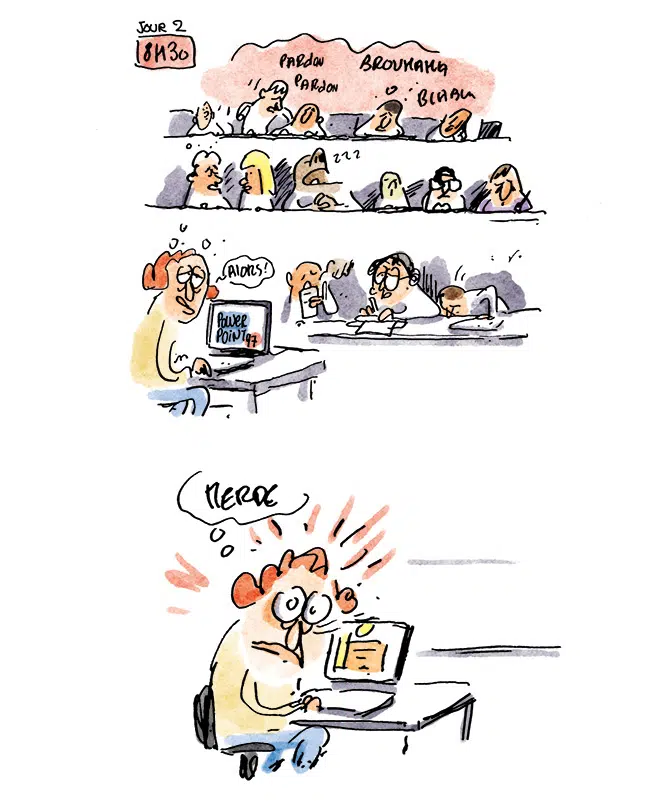 JOUR 2
8H30
PARDON
PARDON
BROUHAHA
BLABLA
ZZZ
ALORS!
POWER
POINT 97
MERDE